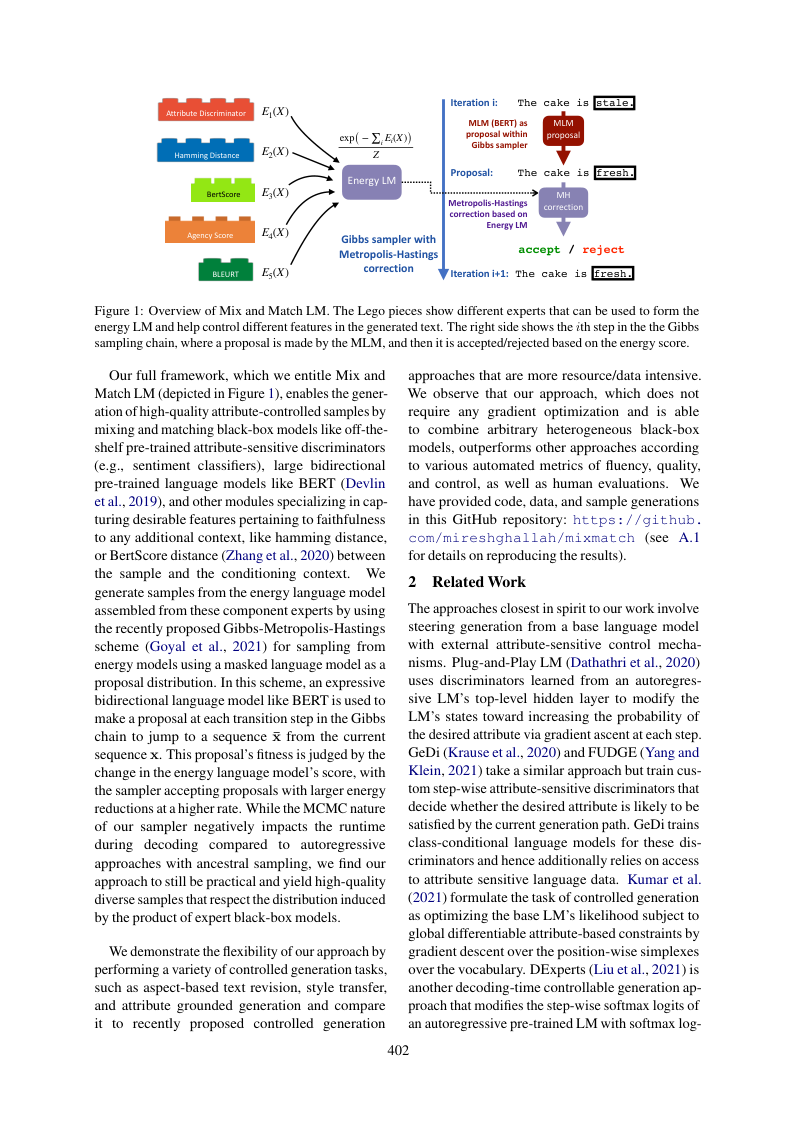 Attribute Discriminator
E1(X)
Hamming Distance
E2(X)
BertScore
E3(X)
Agency Score
E4(X)
BLEURT
E5(X)
exp(− ∑i Ei(X))
Z
Energy LM
Gibbs sampler with
Metropolis-Hastings
correction
Iteration i: The cake is stale.
MLM (BERT) as
proposal within
Gibbs sampler
MLM
proposal
Proposal: The cake is fresh.
Metropolis-Hastings
correction based on
Energy LM
MH
correction
accept / reject
Iteration i+1: The cake is fresh.
Figure 1: Overview of Mix and Match LM. The Lego pieces show different experts that can be used to form the
energy LM and help control different features in the generated text. The right side shows the ith step in the the Gibbs
sampling chain, where a proposal is made by the MLM, and then it is accepted/rejected based on the energy score.
Our full framework, which we entitle Mix and
Match LM (depicted in Figure 1), enables the gener-
ation of high-quality attribute-controlled samples by
mixing and matching black-box models like off-the-
shelf pre-trained attribute-sensitive discriminators
(e.g., sentiment classifiers), large bidirectional
pre-trained language models like BERT (Devlin
et al., 2019), and other modules specializing in cap-
turing desirable features pertaining to faithfulness
to any additional context, like hamming distance,
or BertScore distance (Zhang et al., 2020) between
the sample and the conditioning context. We
generate samples from the energy language model
assembled from these component experts by using
the recently proposed Gibbs-Metropolis-Hastings
scheme (Goyal et al., 2021) for sampling from
energy models using a masked language model as a
proposal distribution. In this scheme, an expressive
bidirectional language model like BERT is used to
make a proposal at each transition step in the Gibbs
chain to jump to a sequence x̄ from the current
sequence x. This proposal's fitness is judged by the
change in the energy language model's score, with
the sampler accepting proposals with larger energy
reductions at a higher rate. While the MCMC nature
of our sampler negatively impacts the runtime
during decoding compared to autoregressive
approaches with ancestral sampling, we find our
approach to still be practical and yield high-quality
diverse samples that respect the distribution induced
by the product of expert black-box models.
We demonstrate the flexibility of our approach by
performing a variety of controlled generation tasks,
such as aspect-based text revision, style transfer,
and attribute grounded generation and compare
it to recently proposed controlled generation
approaches that are more resource/data intensive.
We observe that our approach, which does not
require any gradient optimization and is able
to combine arbitrary heterogeneous black-box
models, outperforms other approaches according
to various automated metrics of fluency, quality,
and control, as well as human evaluations. We
have provided code, data, and sample generations
in this GitHub repository: https://github.
com/mireshghallah/mixmatch (see A.1
for details on reproducing the results).
2 Related Work
The approaches closest in spirit to our work involve
steering generation from a base language model
with external attribute-sensitive control mecha-
nisms. Plug-and-Play LM (Dathathri et al., 2020)
uses discriminators learned from an autoregres-
sive LM's top-level hidden layer to modify the
LM's states toward increasing the probability of
the desired attribute via gradient ascent at each step.
GeDi (Krause et al., 2020) and FUDGE (Yang and
Klein, 2021) take a similar approach but train cus-
tom step-wise attribute-sensitive discriminators that
decide whether the desired attribute is likely to be
satisfied by the current generation path. GeDi trains
class-conditional language models for these dis-
criminators and hence additionally relies on access
to attribute sensitive language data. Kumar et al.
(2021) formulate the task of controlled generation
as optimizing the base LM's likelihood subject to
global differentiable attribute-based constraints by
gradient descent over the position-wise simplexes
over the vocabulary. DExperts (Liu et al., 2021) is
another decoding-time controllable generation ap-
proach that modifies the step-wise softmax logits of
an autoregressive pre-trained LM with softmax log-
402